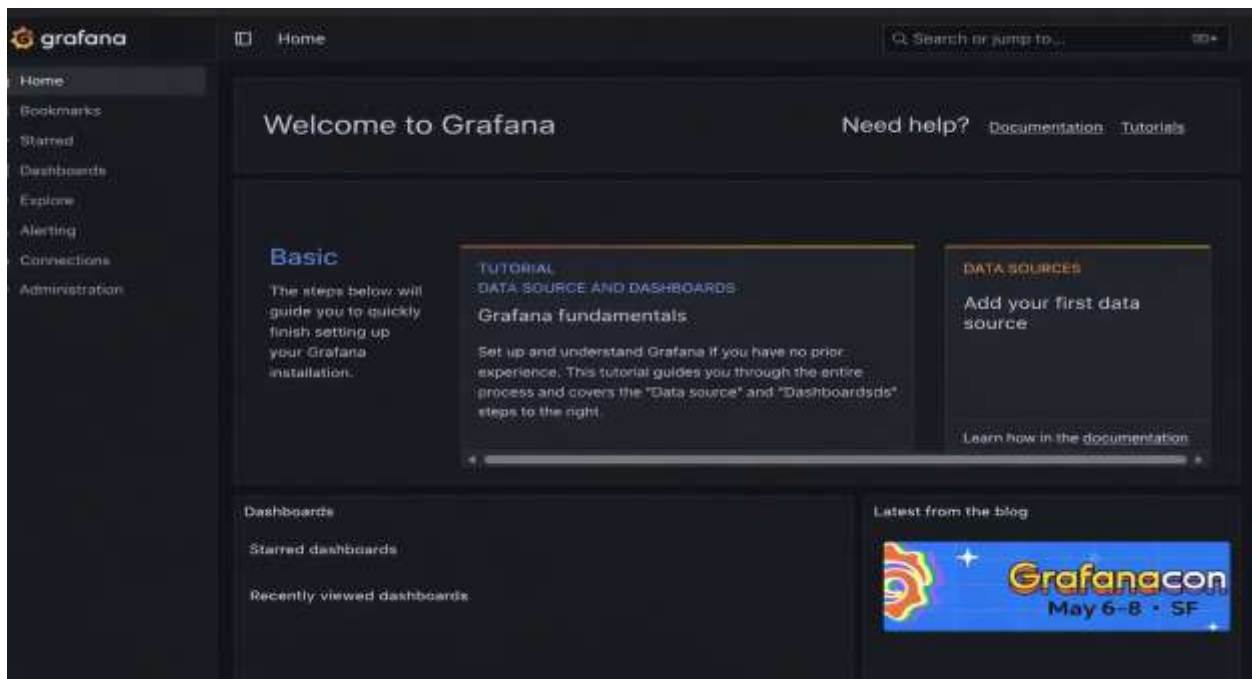 grafana
Home
Search or jump to...
Home
Bookmarks
Starred
Dashboards
Explore
Alerting
Connections
Administration
Welcome to Grafana
Need help? Documentation Tutorials
Basic
The steps below will
guide you to quickly
finish setting up
your Grafana
installation.
TUTORIAL
DATA SOURCE AND DASHBOARDS
Grafana fundamentals
Set up and understand Grafana if you have no prior
experience. This tutorial guides you through the entire
process and covers the "Data source" and "Dashboardsds"
steps to the right.
DATA SOURCES
Add your first data
source
Learn how in the documentation
Dashboards
Starred dashboards
Recently viewed dashboards
Latest from the blog
Grafanacon
May 6-8 · SF